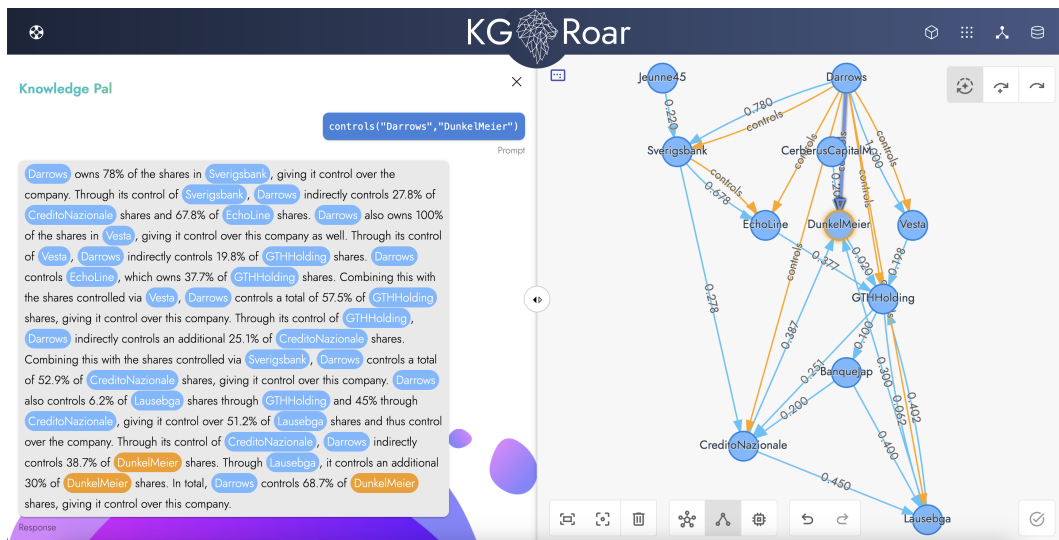 KG Roar
Knowledge Pal
controls("Darrows","DunkelMeier")
Prompt
Darrows owns 78% of the shares in Sverigsbank, giving it control over the
company. Through its control of Sverigsbank, Darrows indirectly controls 27.8% of
CreditoNazionale shares and 67.8% of EchoLine shares. Darrows also owns 100%
of the shares in Vesta, giving it control over this company as well. Through its control
of Vesta, Darrows indirectly controls 19.8% of GTHHolding shares. Darrows
controls EchoLine, which owns 37.7% of GTHHolding shares. Combining this with
the shares controlled via Vesta, Darrows controls a total of 57.5% of GTHHolding
shares, giving it control over this company. Through its control of GTHHolding,
Darrows indirectly controls an additional 25.1% of CreditoNazionale shares.
Combining this with the shares controlled via Sverigsbank, Darrows controls a total
of 52.9% of CreditoNazionale shares, giving it control over this company. Darrows
also controls 6.2% of Lausebga shares through GTHHolding and 45% through
CreditoNazionale, giving it control over 51.2% of Lausebga shares and thus control
over the company. Through its control of CreditoNazionale, Darrows indirectly
controls 38.7% of DunkelMeier shares. Through Lausebga, it controls an additional
30% of DunkelMeier shares. In total, Darrows controls 68.7% of DunkelMeier
shares, giving it control over this company.
Response
Jeunne45
Darrows
0.220
0.780
controls
Sverigsbank
controls
CerberusCapitalM...
controls
controls
0.678
controls
EchoLine
DunkelMeier
Vesta
0.377
0.020
0.198
controls
0.278
GTHHolding
0.387
0.100
0.251
Banquejap
0.300
0.062
0.402
0.200
CreditoNazionale
0.400
0.450
Lausebga